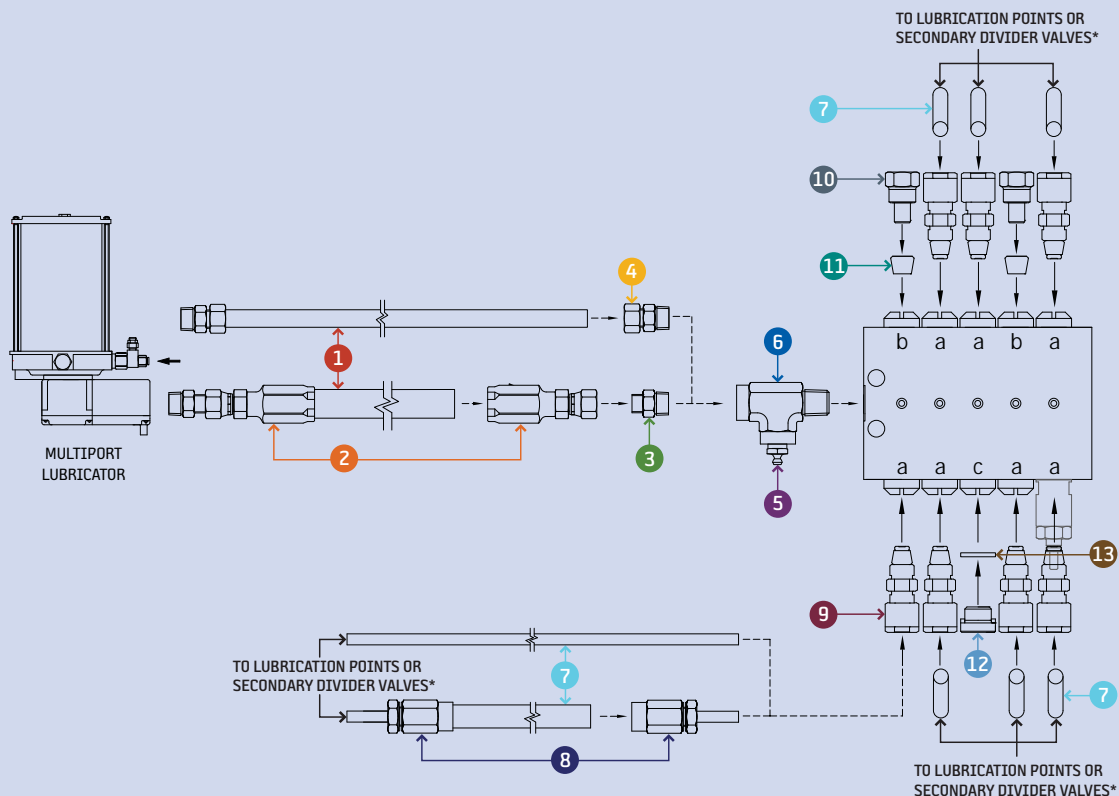 TO LUBRICATION POINTS OR
SECONDARY DIVIDER VALVES*
7
10
11
4
1
6
b a a b a
MULTIPORT
LUBRICATOR
2
3
5
a a c a a
13
9
12
TO LUBRICATION POINTS OR
SECONDARY DIVIDER VALVES*
7
7
8
TO LUBRICATION POINTS OR
SECONDARY DIVIDER VALVES*